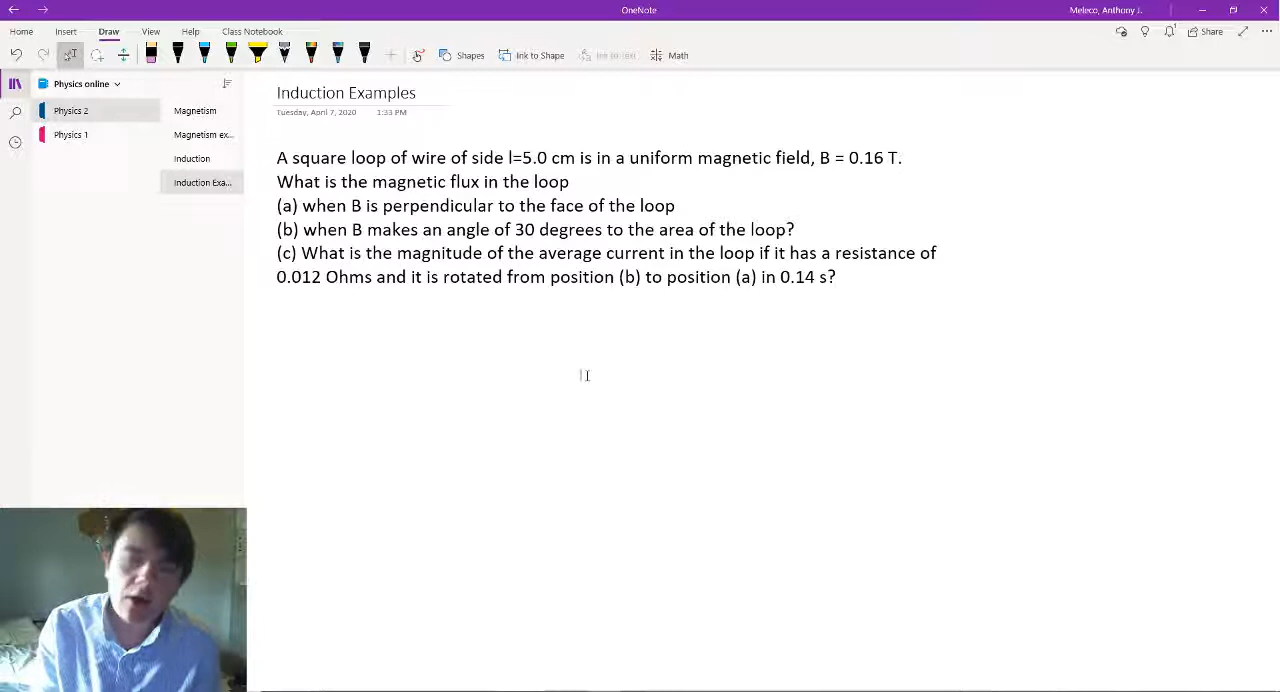 OneNote
Meleco, Anthony J.
Home Insert Draw View Help Class Notebook
Share
Shapes Ink to Shape Ink to Text Math
Physics online
Physics 2
Physics 1
Magnetism
Magnetism ex...
Induction
Induction Exa...
Induction Examples
Tuesday, April 7, 2020 1:33 PM
A square loop of wire of side l=5.0 cm is in a uniform magnetic field, B = 0.16 T.
What is the magnetic flux in the loop
(a) when B is perpendicular to the face of the loop
(b) when B makes an angle of 30 degrees to the area of the loop?
(c) What is the magnitude of the average current in the loop if it has a resistance of
0.012 Ohms and it is rotated from position (b) to position (a) in 0.14 s?